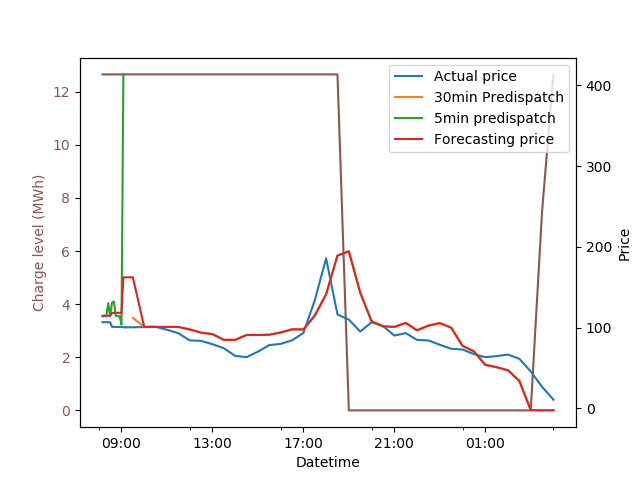 Actual price
30min Predispatch
5min predispatch
Forecasting price
12
10
8
6
4
2
0
Charge level (MWh)
400
300
200
100
0
Price
09:00 13:00 17:00 21:00 01:00
Datetime